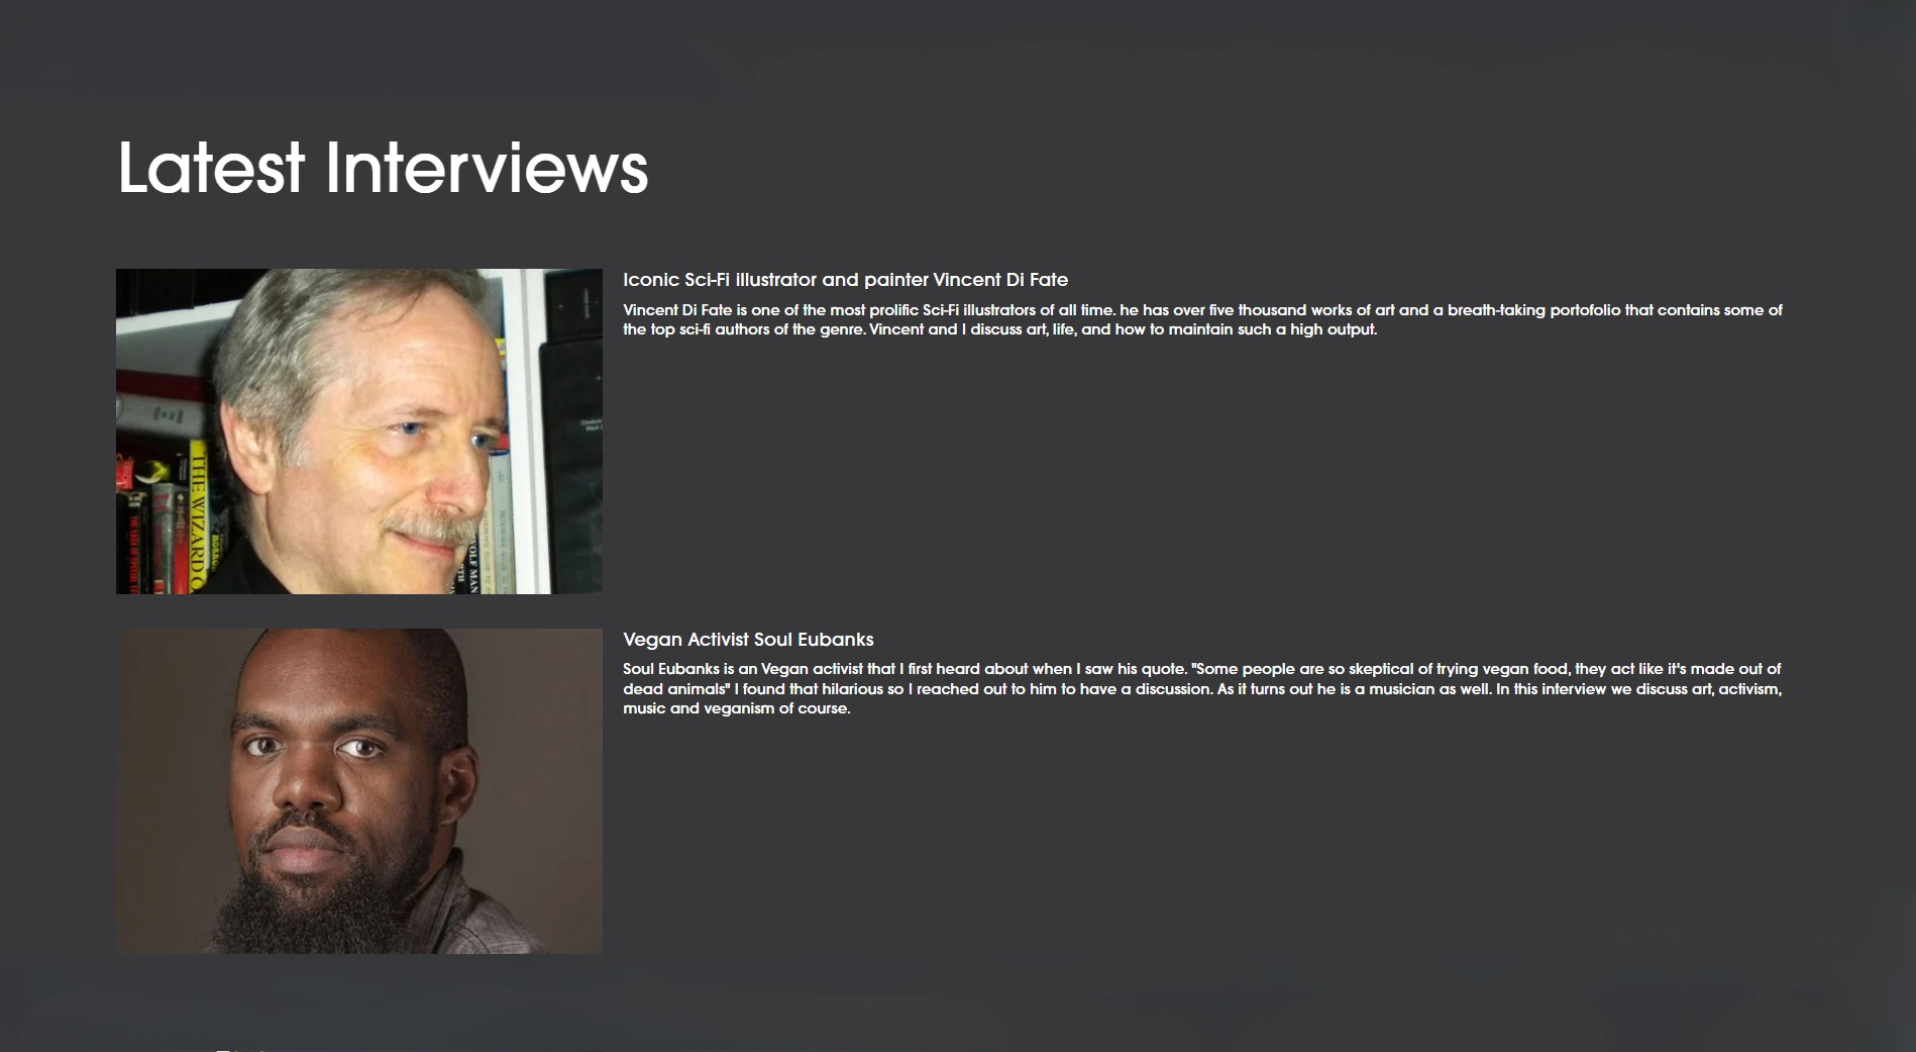 Latest Interviews
Iconic Sci-Fi illustrator and painter Vincent Di Fate
Vincent Di Fate is one of the most prolific Sci-Fi illustrators of all time. he has over five thousand works of art and a breath-taking portofolio that contains some of
the top sci-fi authors of the genre. Vincent and I discuss art, life, and how to maintain such a high output.
THE WIZARD O
WOLF MAN
Vegan Activist Soul Eubanks
Soul Eubanks is an Vegan activist that I first heard about when I saw his quote. "Some people are so skeptical of trying vegan food, they act like it's made out of
dead animals" I found that hilarious so I reached out to him to have a discussion. As it turns out he is a musician as well. In this interview we discuss art, activism,
music and veganism of course.